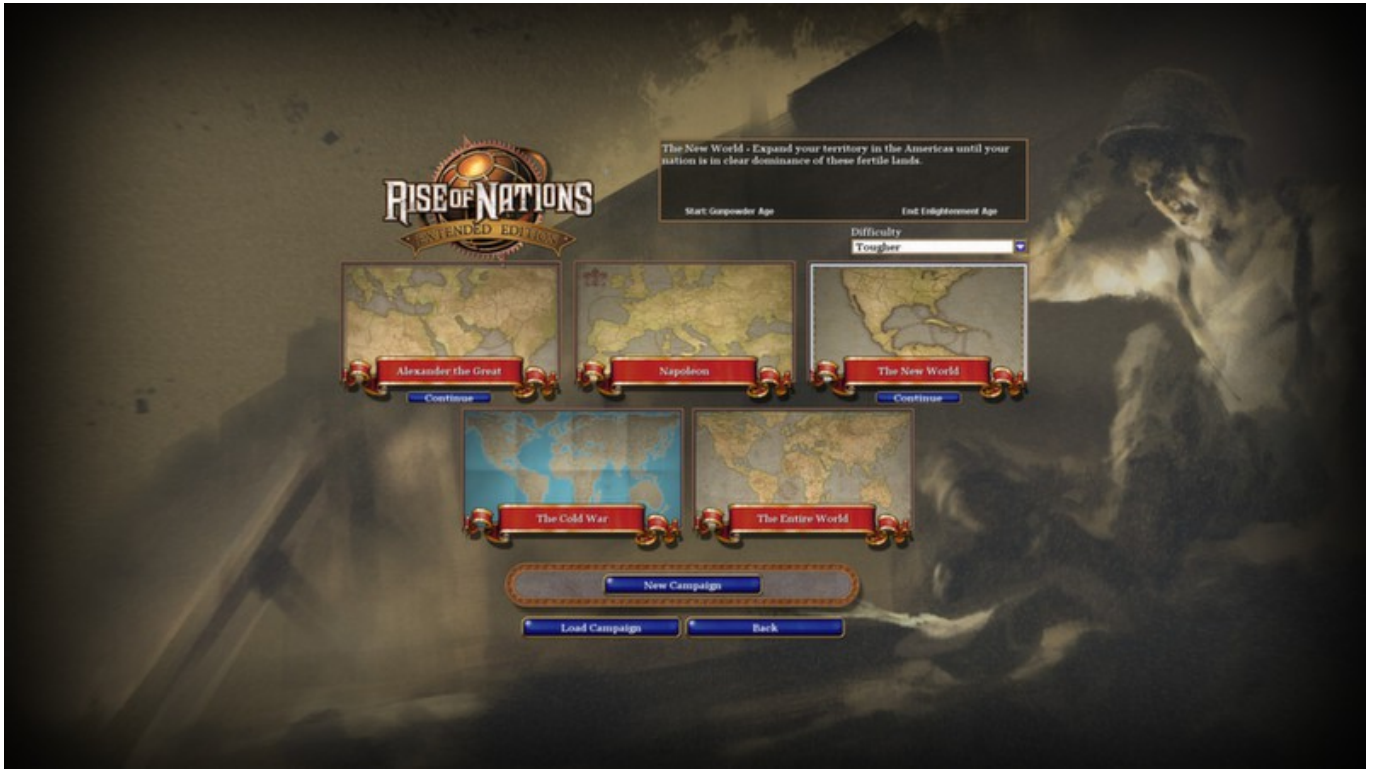 RISE OF NATIONS
EXTENDED EDITION
The New World - Expand your territory in the Americas until your
nation is in clear dominance of these fertile lands.
Start: Gunpowder Age
End: Enlightenment Age
Difficulty
Tougher
Alexander the Great
Napoleon
The New World
Continue
Continue
The Cold War
The Entire World
New Campaign
Load Campaign
Back